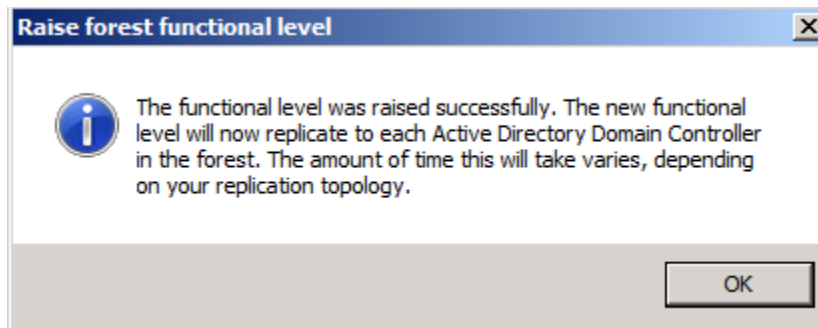 Raise forest functional level
The functional level was raised successfully. The new functional
level will now replicate to each Active Directory Domain Controller
in the forest. The amount of time this will take varies, depending
on your replication topology.
OK